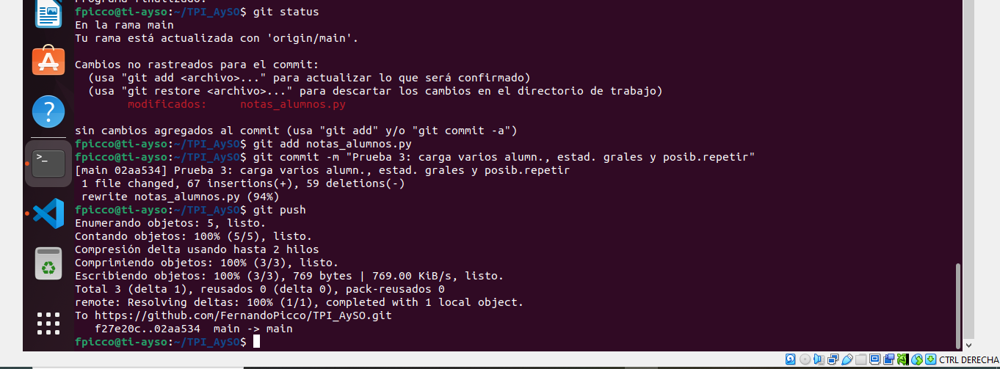 Programa finalizado.
fpicco@ti-ayso:~/TPI_AySO$ git status
En la rama main
Tu rama está actualizada con 'origin/main'.
Cambios no rastreados para el commit:
  (usa "git add <archivo>..." para actualizar lo que será confirmado)
  (usa "git restore <archivo>..." para descartar los cambios en el directorio de trabajo)
        modificados:     notas_alumnos.py
sin cambios agregados al commit (usa "git add" y/o "git commit -a")
fpicco@ti-ayso:~/TPI_AySO$ git add notas_alumnos.py
fpicco@ti-ayso:~/TPI_AySO$ git commit -m "Prueba 3: carga varios alumn., estad. grales y posib.repetir"
[main 02aa534] Prueba 3: carga varios alumn., estad. grales y posib.repetir
 1 file changed, 67 insertions(+), 59 deletions(-)
 rewrite notas_alumnos.py (94%)
fpicco@ti-ayso:~/TPI_AySO$ git push
Enumerando objetos: 5, listo.
Contando objetos: 100% (5/5), listo.
Compresión delta usando hasta 2 hilos
Comprimiendo objetos: 100% (3/3), listo.
Escribiendo objetos: 100% (3/3), 769 bytes | 769.00 KiB/s, listo.
Total 3 (delta 1), reusados 0 (delta 0), pack-reusados 0
remote: Resolving deltas: 100% (1/1), completed with 1 local object.
To https://github.com/FernandoPicco/TPI_AySO.git
   f27e20c..02aa534  main -> main
fpicco@ti-ayso:~/TPI_AySO$
CTRL DERECHA